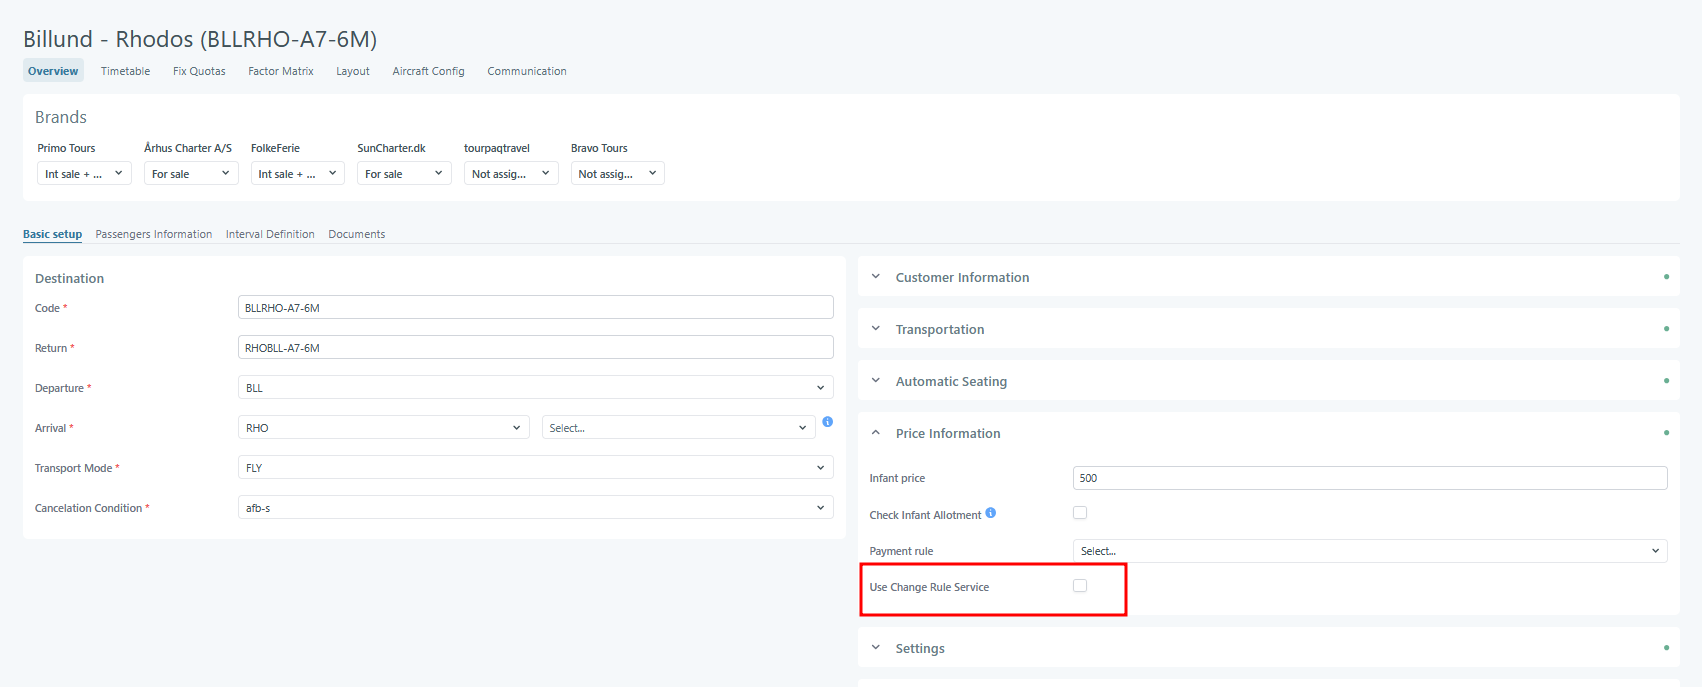 Billund - Rhodos (BLLRHO-A7-6M)
Overview Timetable Fix Quotas Factor Matrix Layout Aircraft Config Communication
Brands
Primo Tours Århus Charter A/S FolkeFerie SunCharter.dk tourpaqtravel Bravo Tours
Int sale + ... For sale Int sale + ... For sale Not assig... Not assig...
Basic setup Passengers Information Interval Definition Documents
Destination
Code * BLLRHO-A7-6M
Return * RHOBLL-A7-6M
Departure * BLL
Arrival * RHO Select...
Transport Mode * FLY
Cancelation Condition * afb-s
Customer Information
Transportation
Automatic Seating
Price Information
Infant price 500
Check Infant Allotment
Payment rule Select...
Use Change Rule Service
Settings